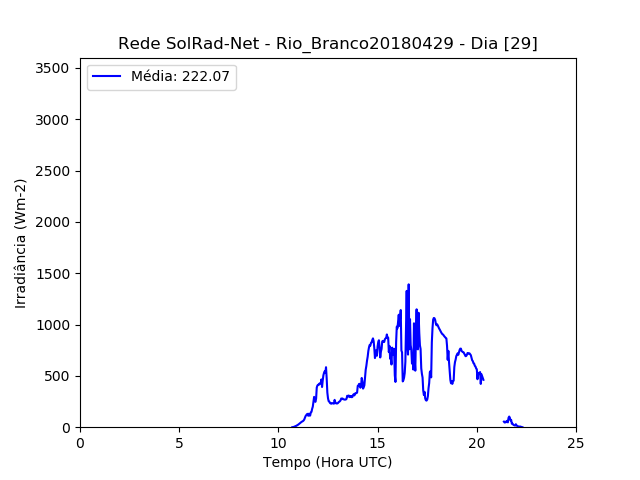 Rede SolRad-Net - Rio_Branco20180429 - Dia [29]
Média: 222.07
3500
3000
2500
2000
1500
1000
500
0
Irradiância (Wm-2)
0 5 10 15 20 25
Tempo (Hora UTC)